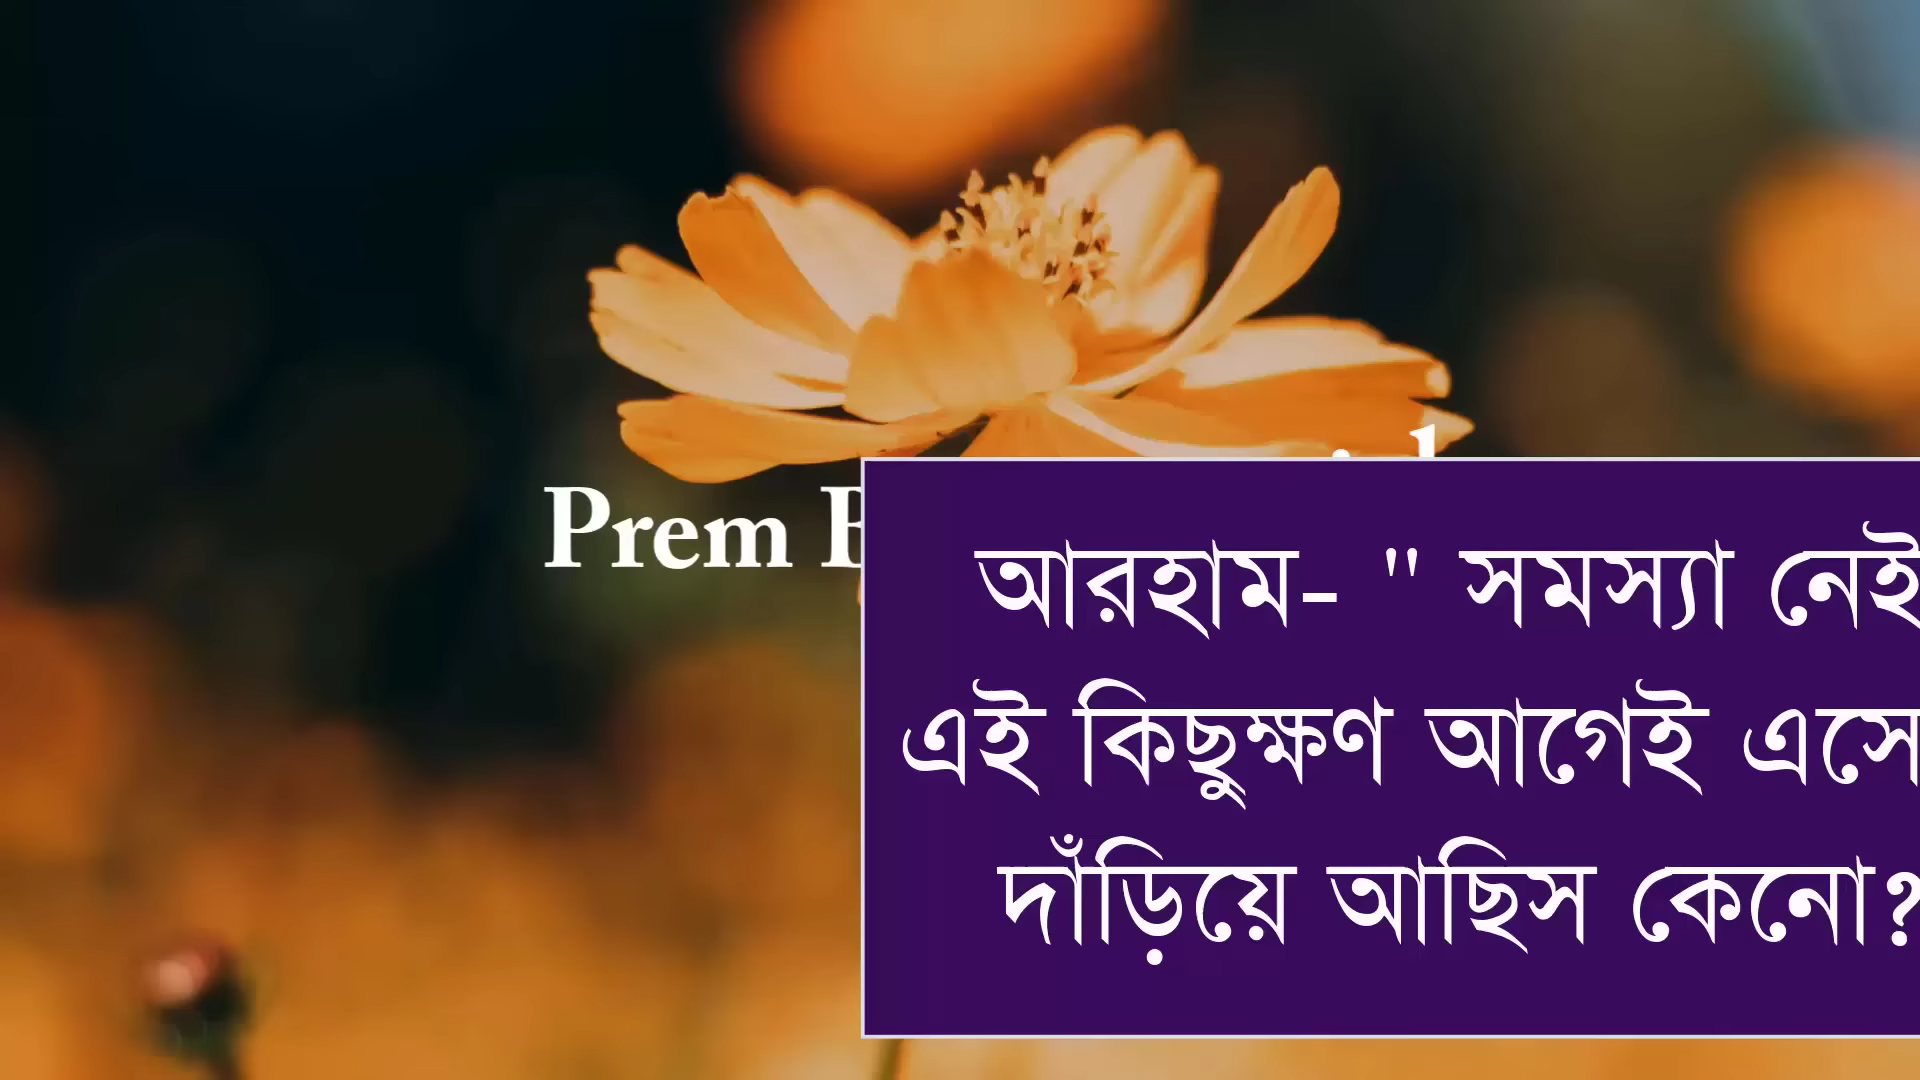 Prem
আরহাম- " সমস্যা নেই
এই কিছুক্ষণ আগেই এসে
দাঁড়িয়ে আছিস কেনো?